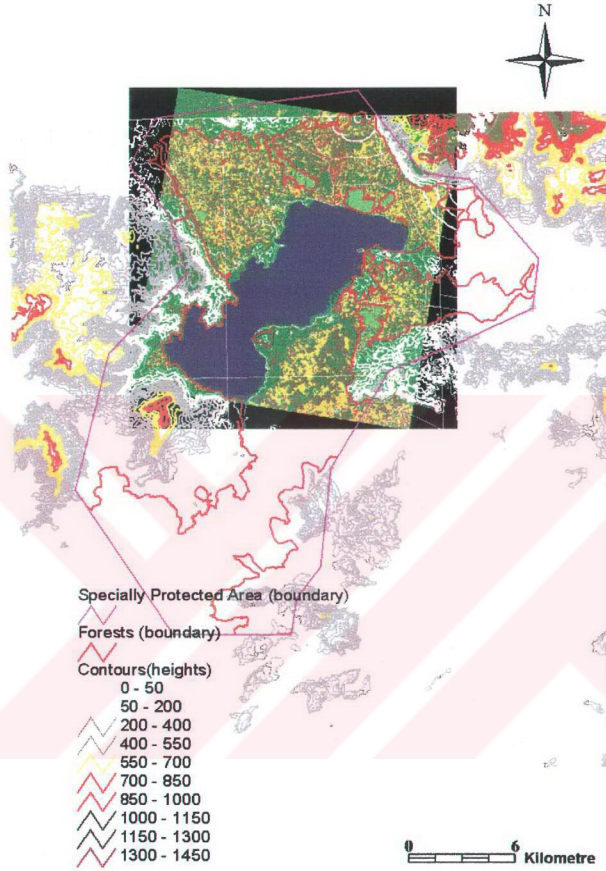 N
Specially Protected Area (boundary)
Forests (boundary)
Contours(heights)
0 - 50
50 - 200
200 - 400
400 - 550
550 - 700
700 - 850
850 - 1000
1000 - 1150
1150 - 1300
1300 - 1450
0 6 Kilometre